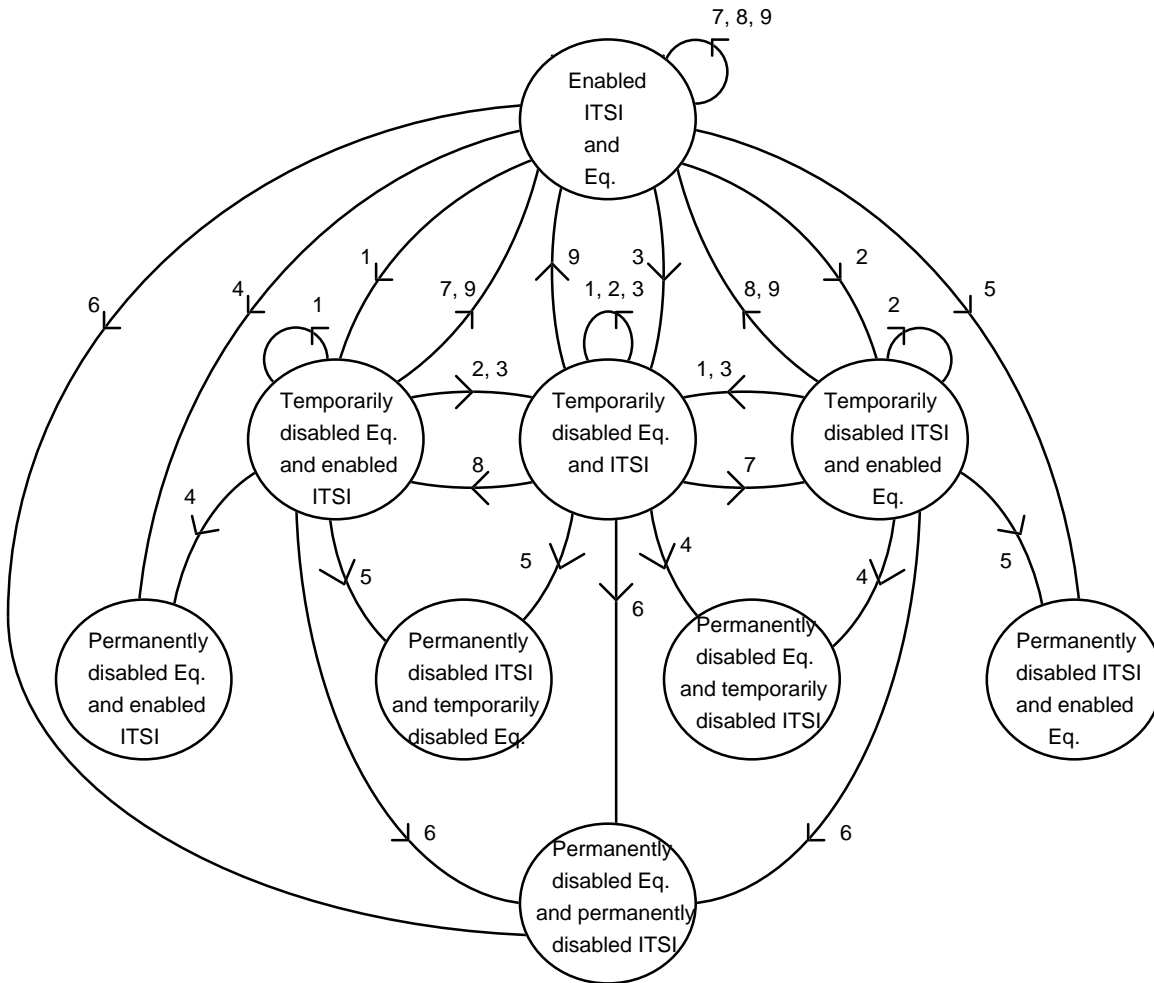 7, 8, 9
Enabled
ITSI
and
Eq.
6
4
1
7, 9
9
3
8, 9
2
5
1
1, 2, 3
2
2, 3
1, 3
Temporarily
disabled Eq.
and enabled
ITSI
Temporarily
disabled Eq.
and ITSI
Temporarily
disabled ITSI
and enabled
Eq.
8
7
4
5
5
4
4
5
6
Permanently
disabled Eq.
and enabled
ITSI
Permanently
disabled ITSI
and temporarily
disabled Eq.
Permanently
disabled Eq.
and temporarily
disabled ITSI
Permanently
disabled ITSI
and enabled
Eq.
6
6
Permanently
disabled Eq.
and permanently
disabled ITSI